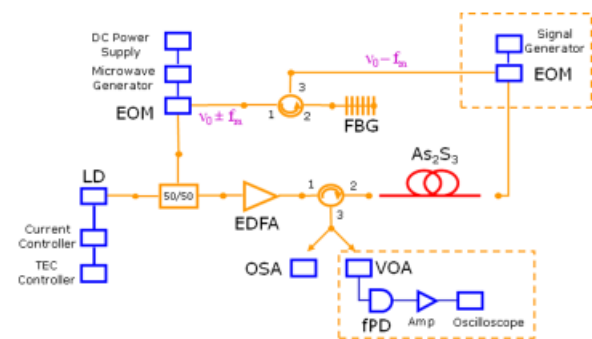 DC Power
Supply
Microwave
Generator
EOM
ν₀ ± fₘ
1
2
3
FBG
ν₀ − fₘ
Signal
Generator
EOM
As₂S₃
LD
50/50
EDFA
1
2
3
Current
Controller
TEC
Controller
OSA
VOA
fPD
Amp
Oscilloscope